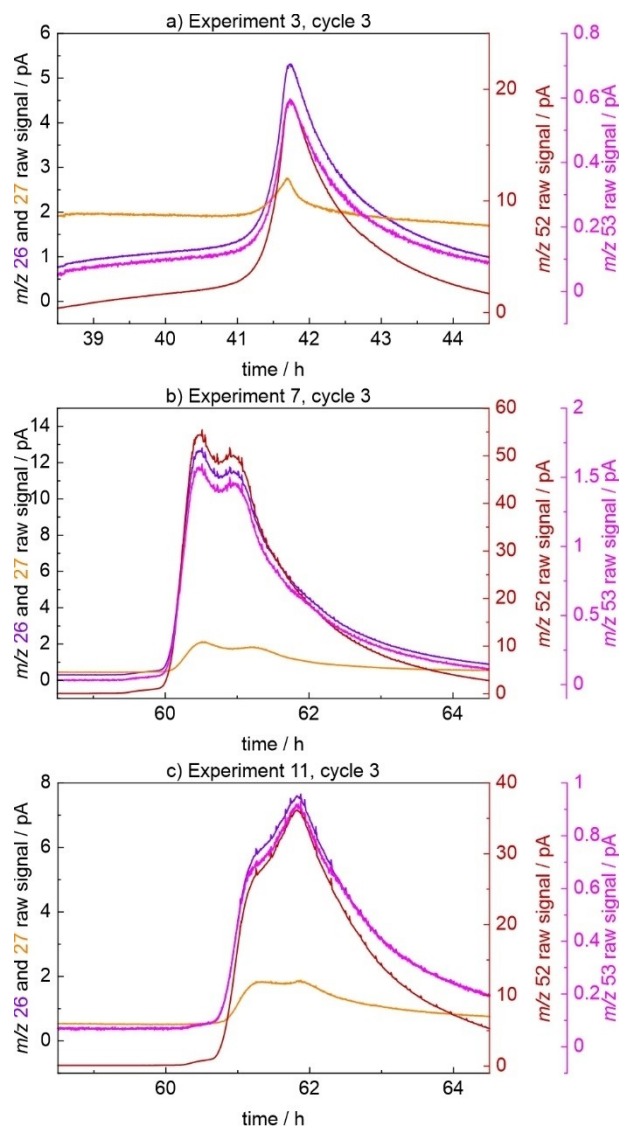 a) Experiment 3, cycle 3
m/z 26 and 27 raw signal / pA
6
5
4
3
2
1
0
39 40 41 42 43 44
time / h
20
10
0
m/z 52 raw signal / pA
0.8
0.6
0.4
0.2
0
m/z 53 raw signal / pA
b) Experiment 7, cycle 3
m/z 26 and 27 raw signal / pA
14
12
10
8
6
4
2
0
60 62 64
time / h
60
50
40
30
20
10
0
m/z 52 raw signal / pA
2
1.5
1
0.5
0
m/z 53 raw signal / pA
c) Experiment 11, cycle 3
m/z 26 and 27 raw signal / pA
8
6
4
2
0
60 62 64
time / h
40
30
20
10
0
m/z 52 raw signal / pA
1
0.8
0.6
0.4
0.2
0
m/z 53 raw signal / pA